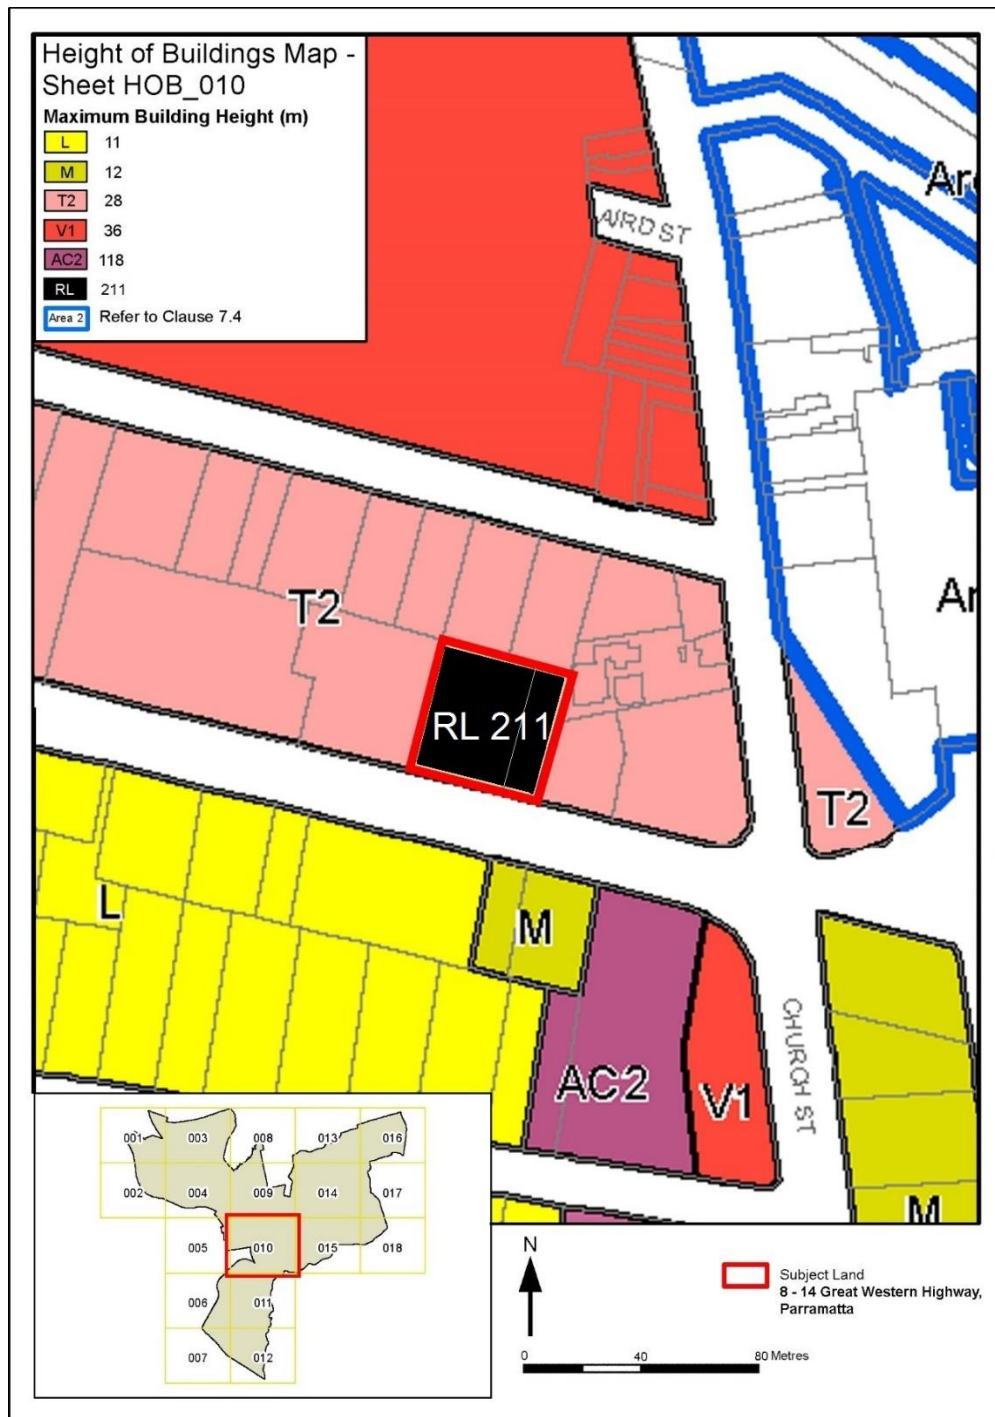 Height of Buildings Map -
Sheet HOB_010
Maximum Building Height (m)
L 11
M 12
T2 28
V1 36
AC2 118
RL 211
Area 2 Refer to Clause 7.4
AIRD ST
T2
RL 211
T2
L
M
AC2
V1
CHURCH ST
M
001 003 008 013 016
002 004 009 014 017
005 010 015 018
006 011
007 012
N
0 40 80 Metres
Subject Land
8 - 14 Great Western Highway,
Parramatta